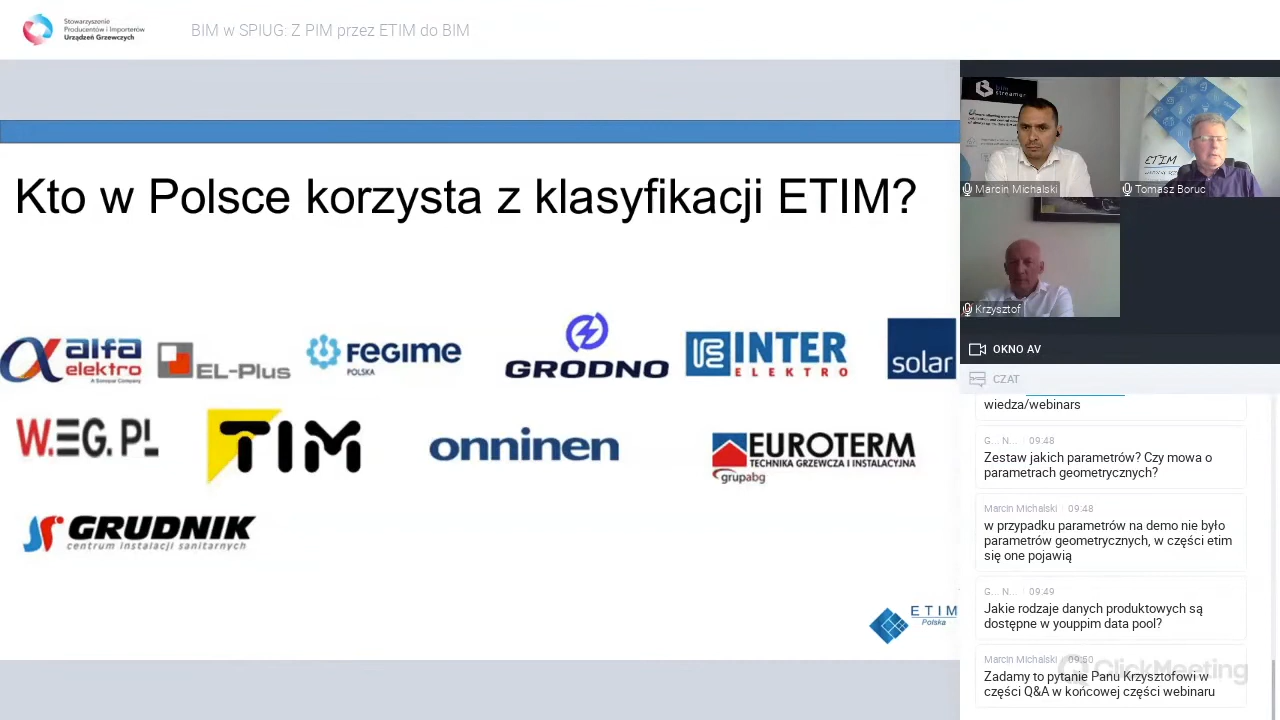 Stowarzyszenie
Producentów i Importerów
Urządzeń Grzewczych
BIM w SPIUG: Z PIM przez ETIM do BIM
Kto w Polsce korzysta z klasyfikacji ETIM?
alfa
elektro
A Sonepar Company
EL-Plus
FEGIME
POLSKA
GRODNO
INTER
ELEKTRO
solar
W.EG.PL
TIM
onninen
EUROTERM
TECHNIKA GRZEWCZA I INSTALACYJNA
grupabg
GRUDNIK
centrum instalacji sanitarnych
ETIM
Polska
bim
streamer
Marcin Michalski
ETIM
Tomasz Boruc
Krzysztof
OKNO AV
CZAT
wiedza/webinars
G... N... 09:48
Zestaw jakich parametrów? Czy mowa o
parametrach geometrycznych?
Marcin Michalski 09:48
w przypadku parametrów na demo nie było
parametrów geometrycznych, w części etim
się one pojawią
G... N... 09:49
Jakie rodzaje danych produktowych są
dostępne w youppim data pool?
Marcin Michalski 09:50
Zadamy to pytanie Panu Krzysztofowi w
części Q&A w końcowej części webinaru
ClickMeeting